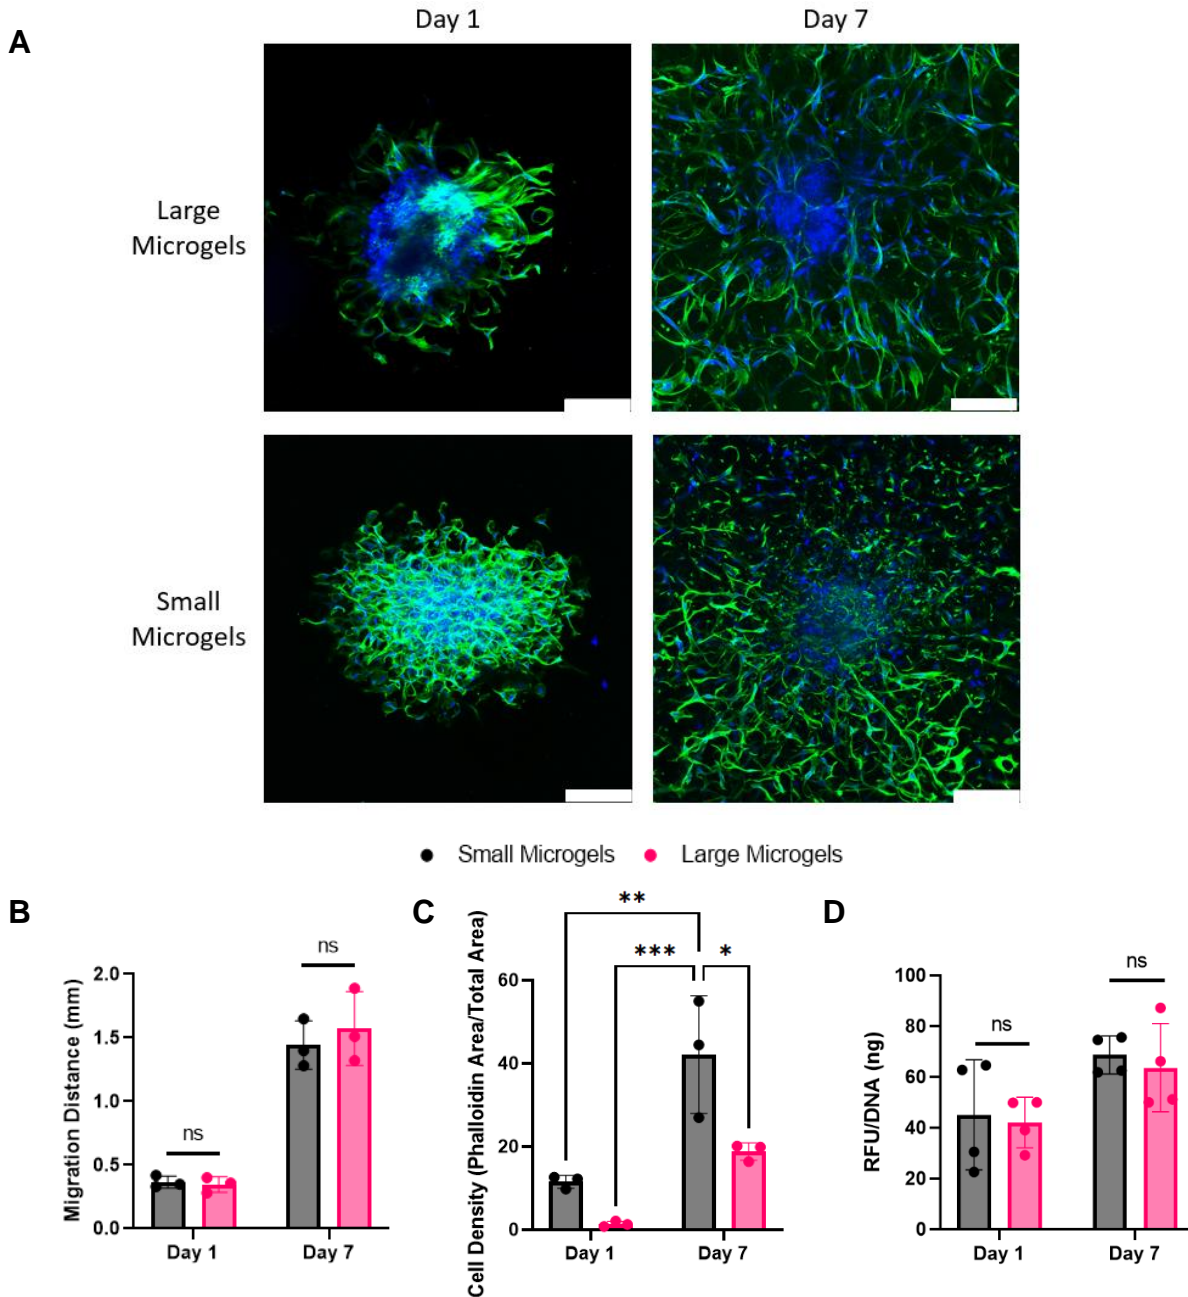 Day 1
Day 7
A
Large
Microgels
Small
Microgels
Small Microgels
Large Microgels
B
Migration Distance (mm)
2.0
1.5
1.0
0.5
0.0
ns
ns
Day 1
Day 7
C
Cell Density (Phalloidin Area/Total Area)
60
40
20
0
**
***
*
Day 1
Day 7
D
RFU/DNA (ng)
100
80
60
40
20
0
ns
ns
Day 1
Day 7